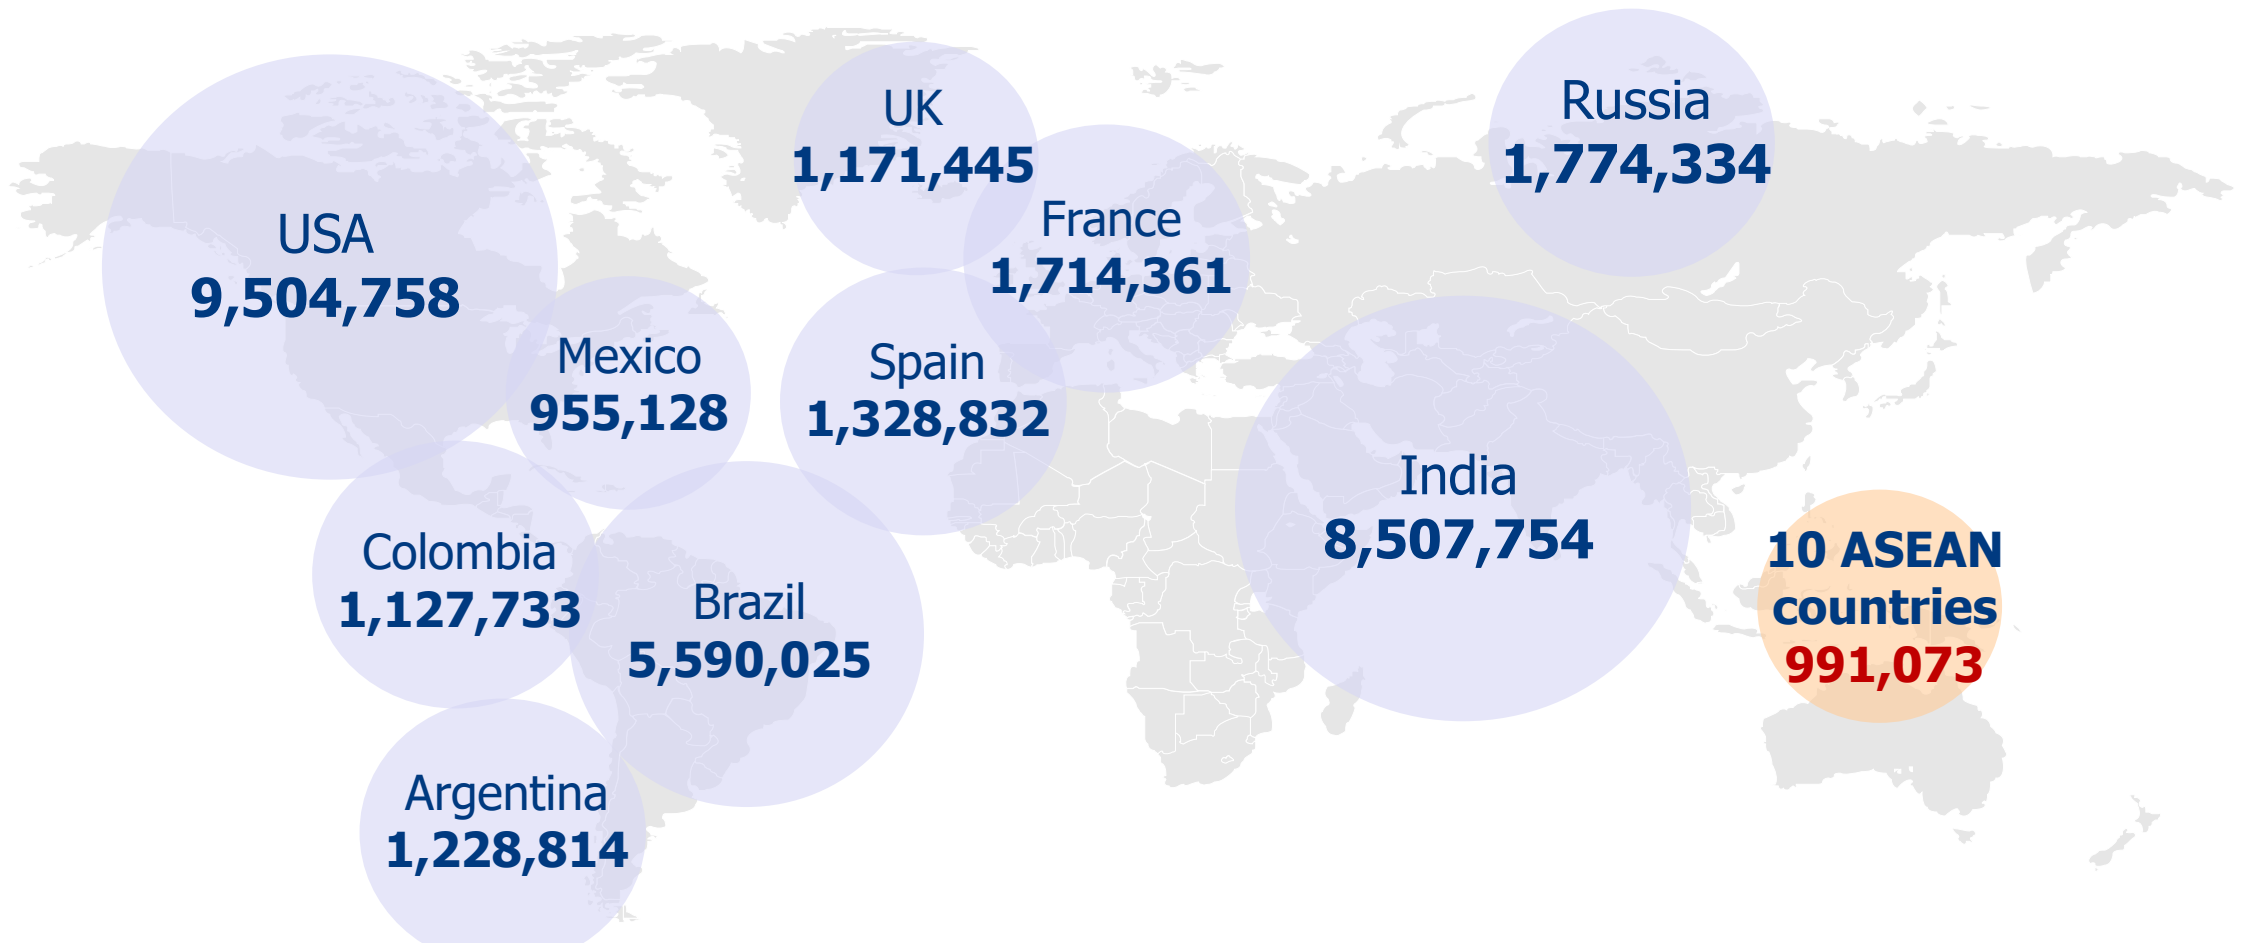 UK
1,171,445
Russia
1,774,334
USA
9,504,758
France
1,714,361
Mexico
955,128
Spain
1,328,832
India
8,507,754
Colombia
1,127,733
Brazil
5,590,025
10 ASEAN
countries
991,073
Argentina
1,228,814